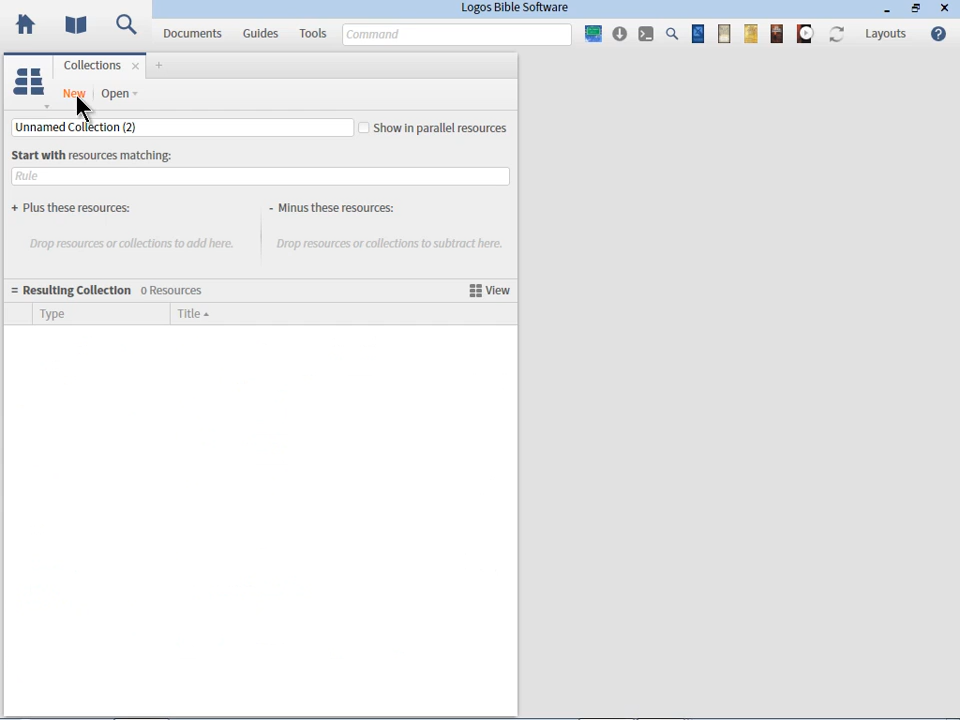 Logos Bible Software
Documents Guides Tools Command Layouts ?
Collections × +
New Open
Unnamed Collection (2) Show in parallel resources
Start with resources matching:
Rule
+ Plus these resources: - Minus these resources:
Drop resources or collections to add here. Drop resources or collections to subtract here.
= Resulting Collection 0 Resources View
Type Title